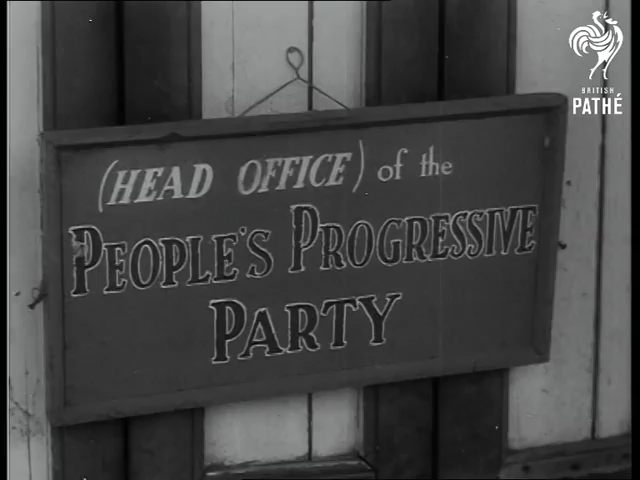 (HEAD OFFICE) of the
PEOPLE'S PROGRESSIVE
PARTY
BRITISH
PATHÉ